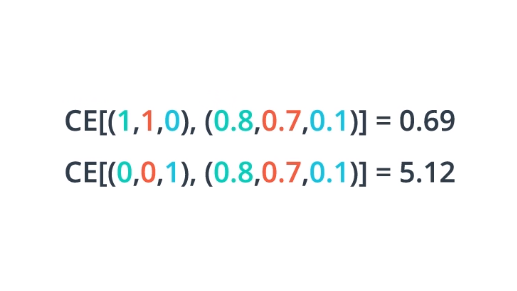 CE[(1,1,0), (0.8,0.7,0.1)] = 0.69
CE[(0,0,1), (0.8,0.7,0.1)] = 5.12